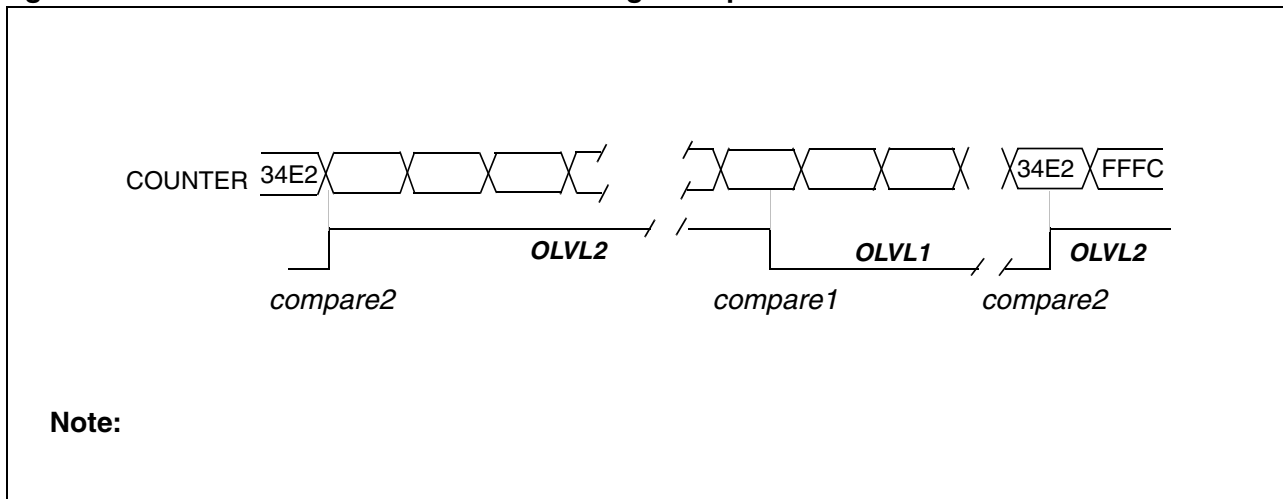 COUNTER 34E2 34E2 FFFC
OLVL2 OLVL1 OLVL2
compare2 compare1 compare2
Note: